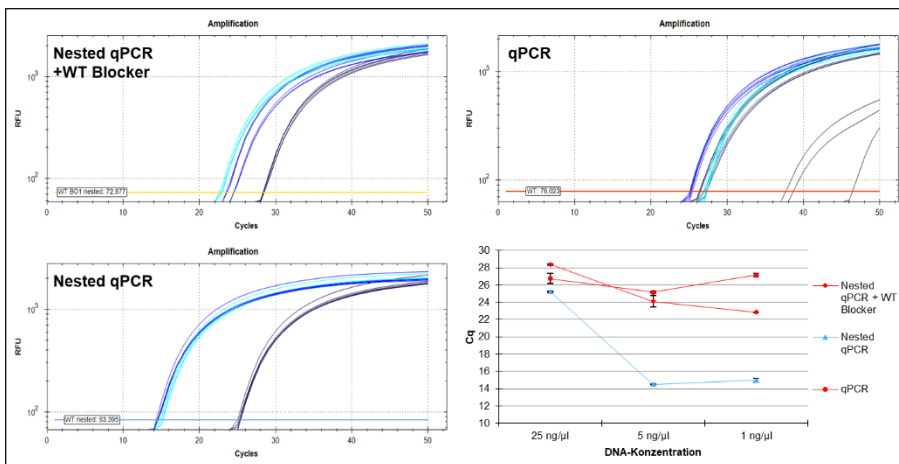 Amplification
Nested qPCR
+WT Blocker
10³
10²
RFU
WT BO1 nested: 72,877
0 10 20 30 40 50
Cycles
Amplification
qPCR
10³
10²
RFU
0 10 20 30 40 50
Cycles
Amplification
Nested qPCR
10³
10²
RFU
WT nested: 83,395
0 10 20 30 40 50
Cycles
30
28
26
24
22
20
18
16
14
12
10
Cq
25 ng/µl 5 ng/µl 1 ng/µl
DNA-Konzentration
Nested
qPCR + WT
Blocker
Nested
qPCR
qPCR